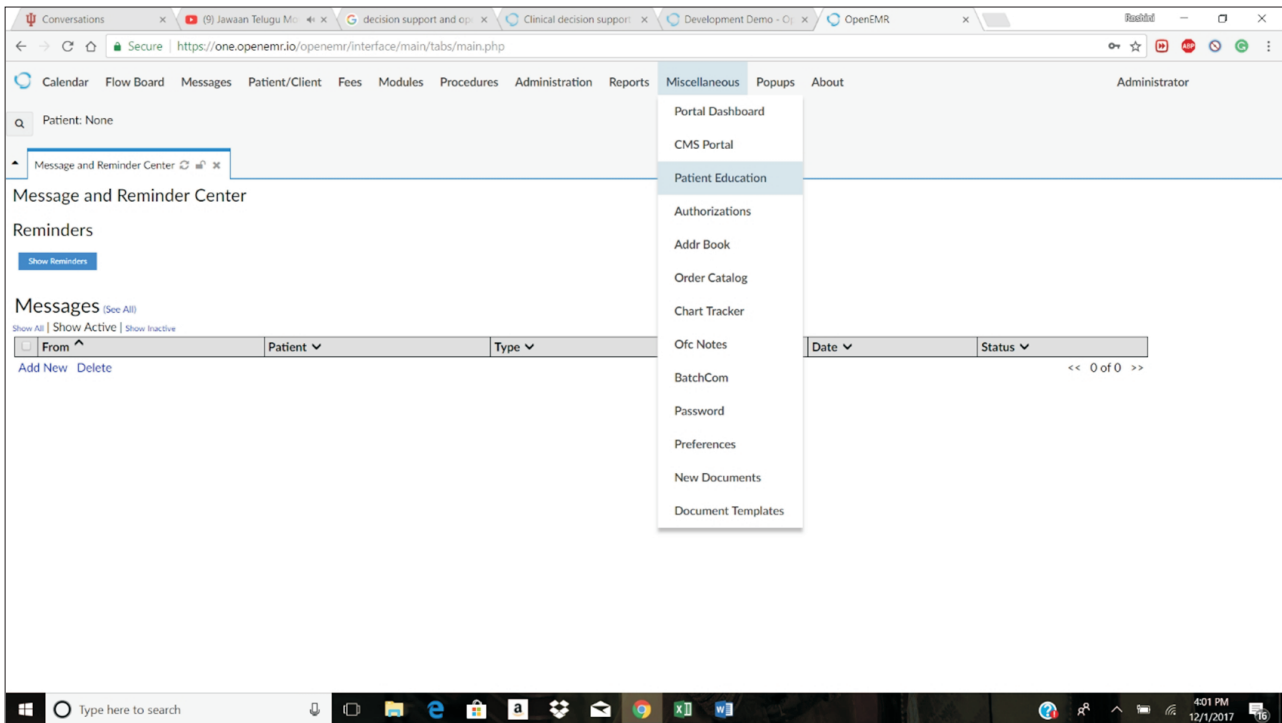 Conversations (9) Jawaan Telugu Mo decision support and op Clinical decision support Development Demo - Op OpenEMR
Secure https://one.openemr.io/openemr/interface/main/tabs/main.php
Calendar Flow Board Messages Patient/Client Fees Modules Procedures Administration Reports Miscellaneous Popups About Administrator
Patient: None
Message and Reminder Center
Message and Reminder Center
Reminders
Show Reminders
Messages (See All)
Show All | Show Active | Show Inactive
From Patient Type Date Status
Add New Delete << 0 of 0 >>
Portal Dashboard
CMS Portal
Patient Education
Authorizations
Addr Book
Order Catalog
Chart Tracker
Ofc Notes
BatchCom
Password
Preferences
New Documents
Document Templates
Type here to search
4:01 PM
12/1/2017
16